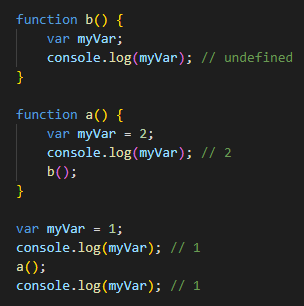 function b() {
    var myVar;
    console.log(myVar); // undefined
}

function a() {
    var myVar = 2;
    console.log(myVar); // 2
    b();
}

var myVar = 1;
console.log(myVar); // 1
a();
console.log(myVar); // 1